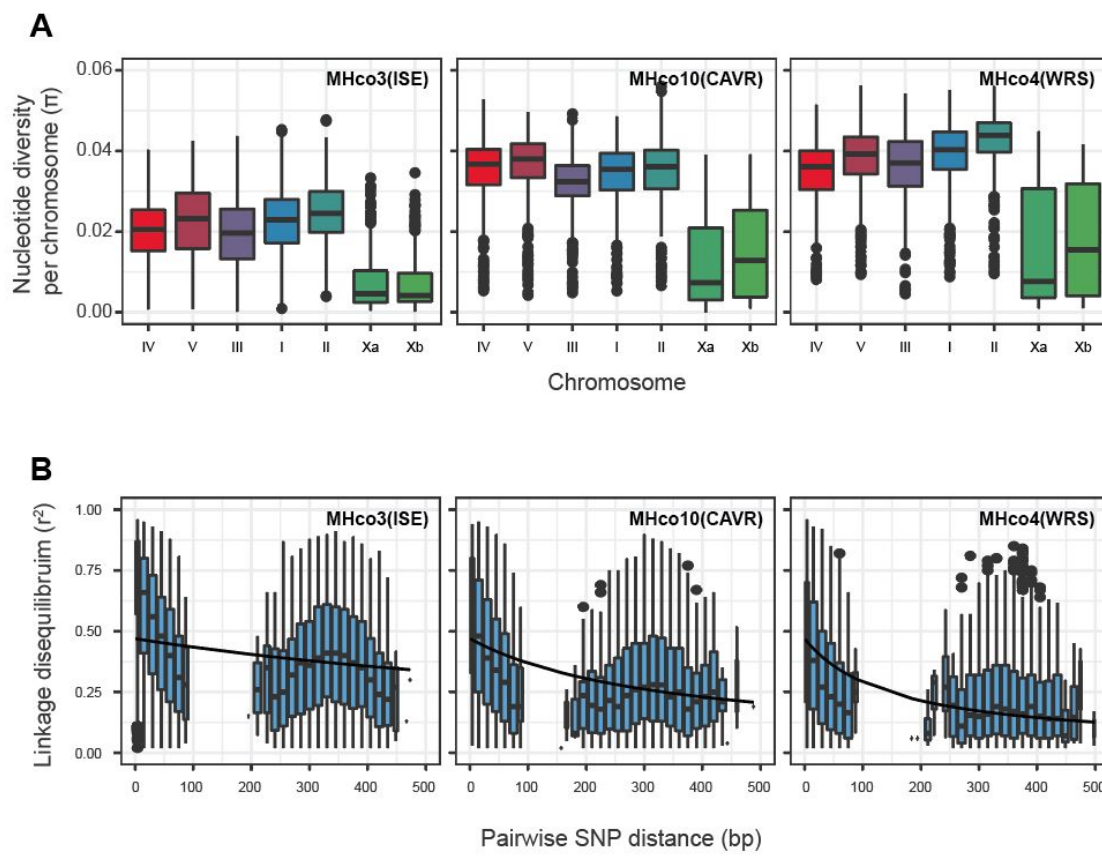 A
Nucleotide diversity
per chromosome (π)
0.06
0.04
0.02
0.00
MHco3(ISE)
MHco10(CAVR)
MHco4(WRS)
IV V III I II Xa Xb
IV V III I II Xa Xb
IV V III I II Xa Xb
Chromosome
B
Linkage disequilibruim (r²)
1.00
0.75
0.50
0.25
0.00
MHco3(ISE)
MHco10(CAVR)
MHco4(WRS)
0 100 200 300 400 500
0 100 200 300 400 500
0 100 200 300 400 500
Pairwise SNP distance (bp)